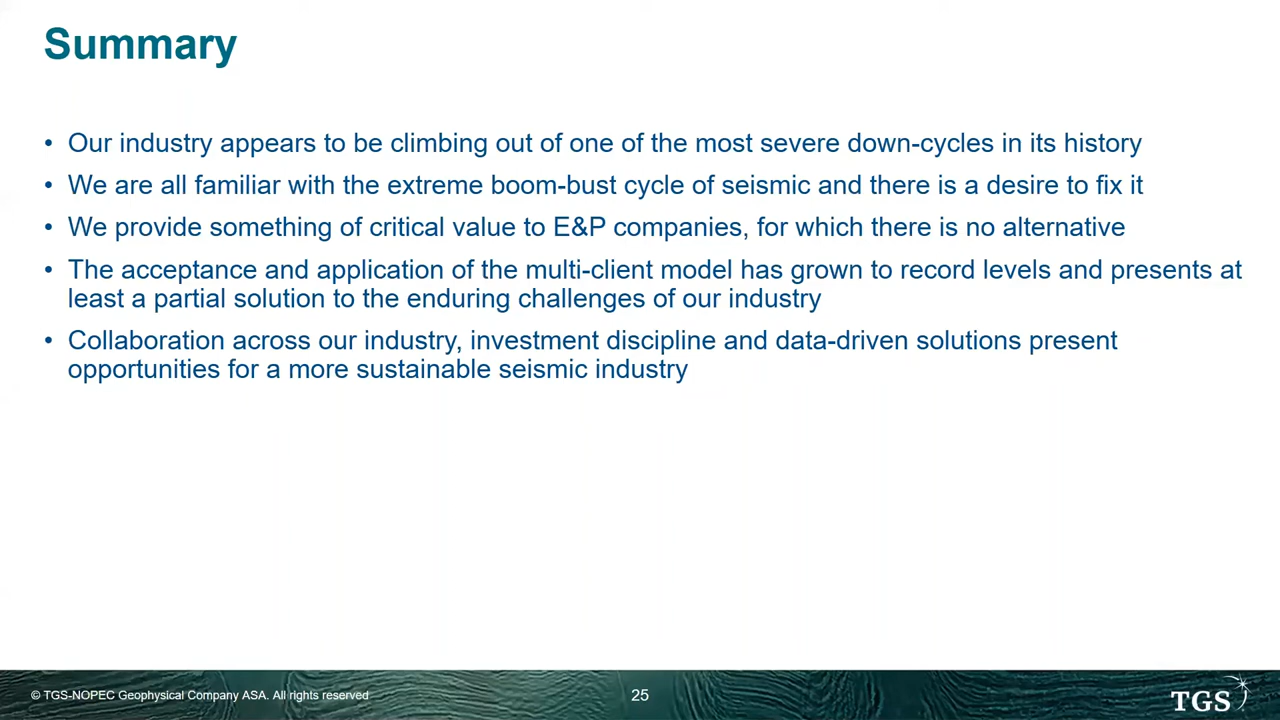 Summary
• Our industry appears to be climbing out of one of the most severe down-cycles in its history
• We are all familiar with the extreme boom-bust cycle of seismic and there is a desire to fix it
• We provide something of critical value to E&P companies, for which there is no alternative
• The acceptance and application of the multi-client model has grown to record levels and presents at
least a partial solution to the enduring challenges of our industry
• Collaboration across our industry, investment discipline and data-driven solutions present
opportunities for a more sustainable seismic industry
© TGS-NOPEC Geophysical Company ASA. All rights reserved
25
TGS